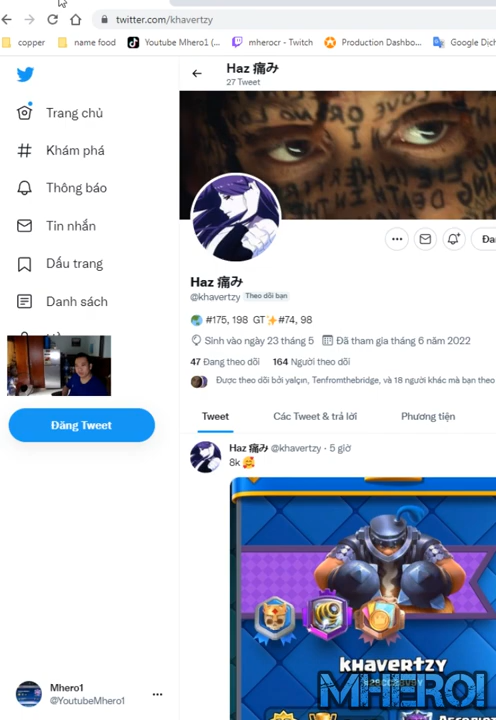 twitter.com/khavertzy
copper
name food
Youtube Mhero1 (...
mherocr - Twitch
Production Dashbo...
Google Dịch
Haz 痛み
27 Tweet
Trang chủ
Khám phá
Thông báo
Tin nhắn
Dấu trang
Danh sách
Đăng Tweet
Haz 痛み
@khavertzy Theo dõi bạn
#175, 198 GT #74, 98
Sinh vào ngày 23 tháng 5 Đã tham gia tháng 6 năm 2022
47 Đang theo dõi 164 Người theo dõi
Được theo dõi bởi yalçın, Tenfromthebridge, và 18 người khác mà bạn theo
Tweet Các Tweet & trả lời Phương tiện
Haz 痛み @khavertzy · 5 giờ
8k
KHAVERTZY
MHERO1
Mhero1
@YoutubeMhero1